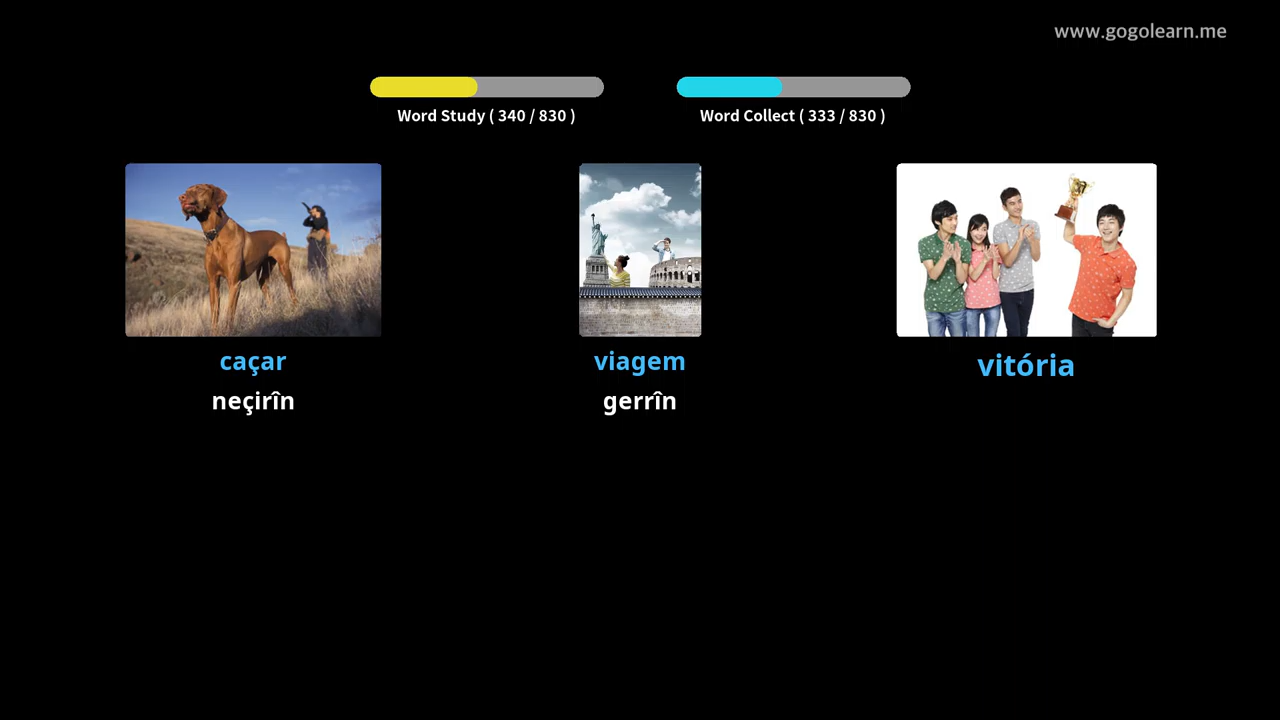 www.gogolearn.me
Word Study ( 340 / 830 )
Word Collect ( 333 / 830 )
caçar
viagem
vitória
neçirîn
gerrîn